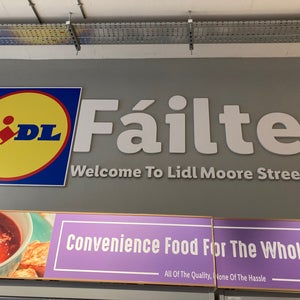 LiDL
Fáilte
Welcome To Lidl Moore Stree
Convenience Food For The Whol
All Of The Quality, None Of The Hassle